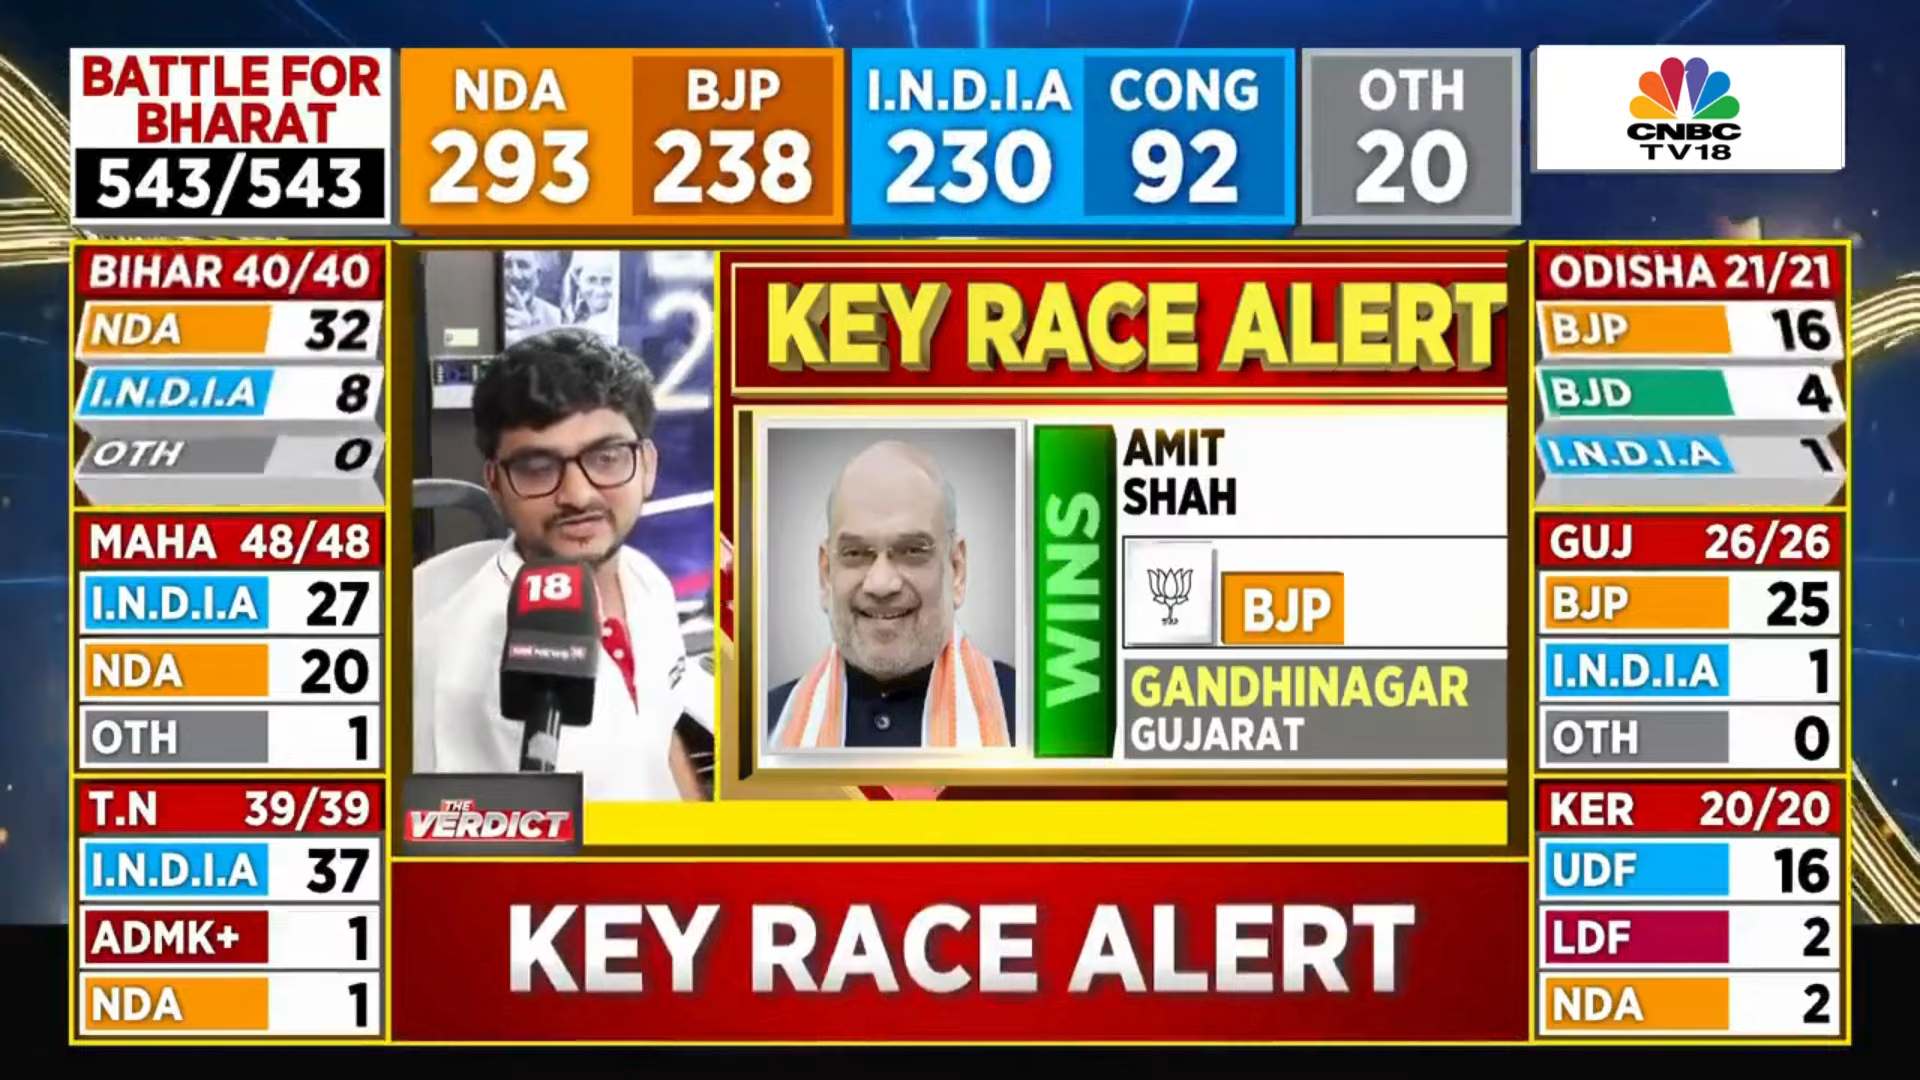 BATTLE FOR
BHARAT
543/543
NDA
293
BJP
238
I.N.D.I.A
230
CONG
92
OTH
20
CNBC
TV18
BIHAR 40/40
NDA 32
I.N.D.I.A 8
OTH 0
MAHA 48/48
I.N.D.I.A 27
NDA 20
OTH 1
T.N 39/39
I.N.D.I.A 37
ADMK+ 1
NDA 1
2
18
KEY RACE ALERT
WINS
AMIT
SHAH
BJP
GANDHINAGAR
GUJARAT
THE
VERDICT
KEY RACE ALERT
ODISHA 21/21
BJP 16
BJD 4
I.N.D.I.A 1
GUJ 26/26
BJP 25
I.N.D.I.A 1
OTH 0
KER 20/20
UDF 16
LDF 2
NDA 2